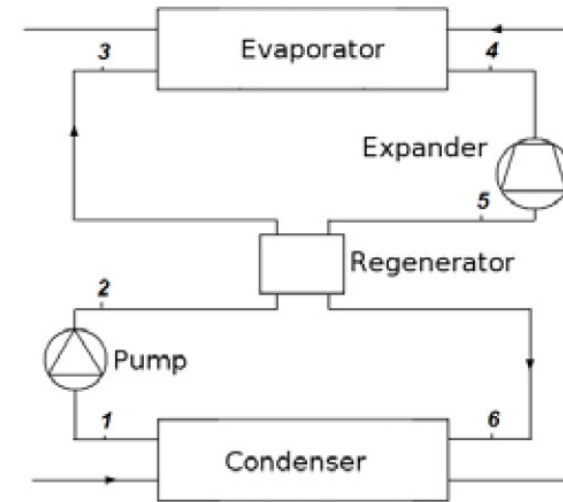 Evaporator
3
4
Expander
5
Regenerator
2
Pump
1
6
Condenser